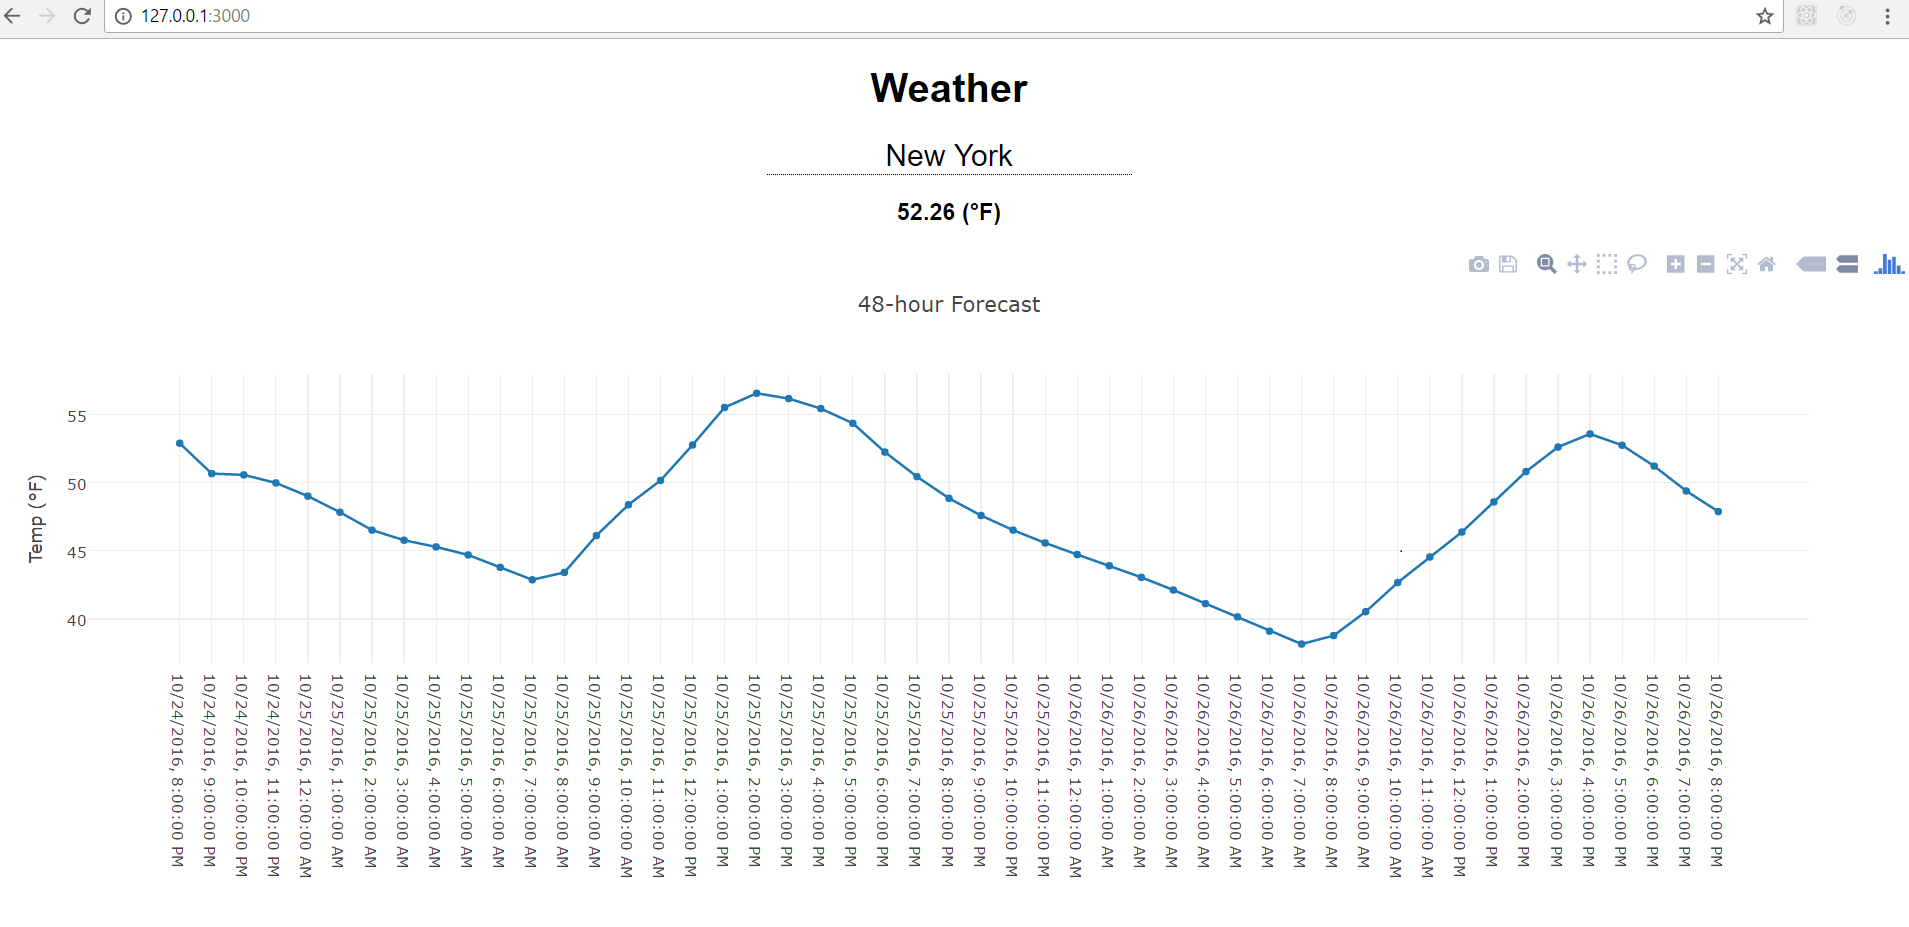 127.0.0.1:3000
Weather
New York
52.26 (°F)
48-hour Forecast
Temp (°F)
55
50
45
40
10/24/2016, 8:00:00 PM
10/24/2016, 9:00:00 PM
10/24/2016, 10:00:00 PM
10/24/2016, 11:00:00 PM
10/25/2016, 12:00:00 AM
10/25/2016, 1:00:00 AM
10/25/2016, 2:00:00 AM
10/25/2016, 3:00:00 AM
10/25/2016, 4:00:00 AM
10/25/2016, 5:00:00 AM
10/25/2016, 6:00:00 AM
10/25/2016, 7:00:00 AM
10/25/2016, 8:00:00 AM
10/25/2016, 9:00:00 AM
10/25/2016, 10:00:00 AM
10/25/2016, 11:00:00 AM
10/25/2016, 12:00:00 PM
10/25/2016, 1:00:00 PM
10/25/2016, 2:00:00 PM
10/25/2016, 3:00:00 PM
10/25/2016, 4:00:00 PM
10/25/2016, 5:00:00 PM
10/25/2016, 6:00:00 PM
10/25/2016, 7:00:00 PM
10/25/2016, 8:00:00 PM
10/25/2016, 9:00:00 PM
10/25/2016, 10:00:00 PM
10/25/2016, 11:00:00 PM
10/26/2016, 12:00:00 AM
10/26/2016, 1:00:00 AM
10/26/2016, 2:00:00 AM
10/26/2016, 3:00:00 AM
10/26/2016, 4:00:00 AM
10/26/2016, 5:00:00 AM
10/26/2016, 6:00:00 AM
10/26/2016, 7:00:00 AM
10/26/2016, 8:00:00 AM
10/26/2016, 9:00:00 AM
10/26/2016, 10:00:00 AM
10/26/2016, 11:00:00 AM
10/26/2016, 12:00:00 PM
10/26/2016, 1:00:00 PM
10/26/2016, 2:00:00 PM
10/26/2016, 3:00:00 PM
10/26/2016, 4:00:00 PM
10/26/2016, 5:00:00 PM
10/26/2016, 6:00:00 PM
10/26/2016, 7:00:00 PM
10/26/2016, 8:00:00 PM